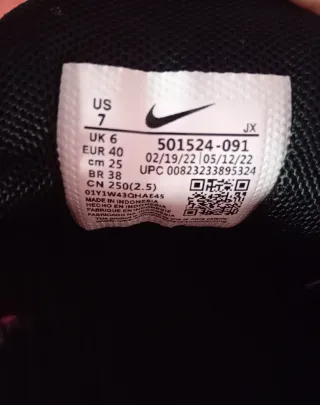 US
7
JX
UK 6
501524-091
EUR 40
02/19/22 05/12/22
cm 25
UPC 00823233895324
BR 38
CN 250(2.5)
01Y1W43QHAE45
MADE IN INDONESIA
HECHO EN INDONESIA
FABRIQUE EN INDONESIE
FABRICADO NA INDONESIA